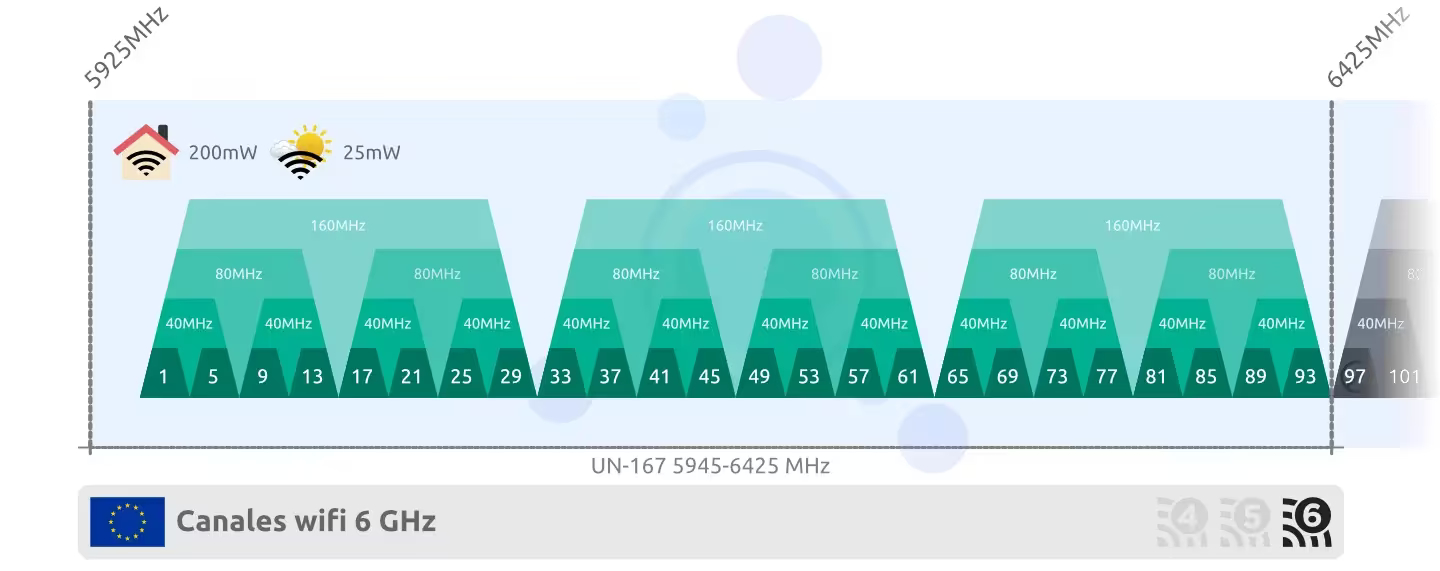 5925MHz
6425MHz
200mW 25mW
160MHz 160MHz 160MHz
80MHz 80MHz 80MHz 80MHz 80MHz 80MHz
40MHz 40MHz 40MHz 40MHz 40MHz 40MHz 40MHz 40MHz 40MHz 40MHz 40MHz 40MHz 40MHz
1 5 9 13 17 21 25 29 33 37 41 45 49 53 57 61 65 69 73 77 81 85 89 93 97 101
UN-167 5945-6425 MHz
Canales wifi 6 GHz
4 5 6